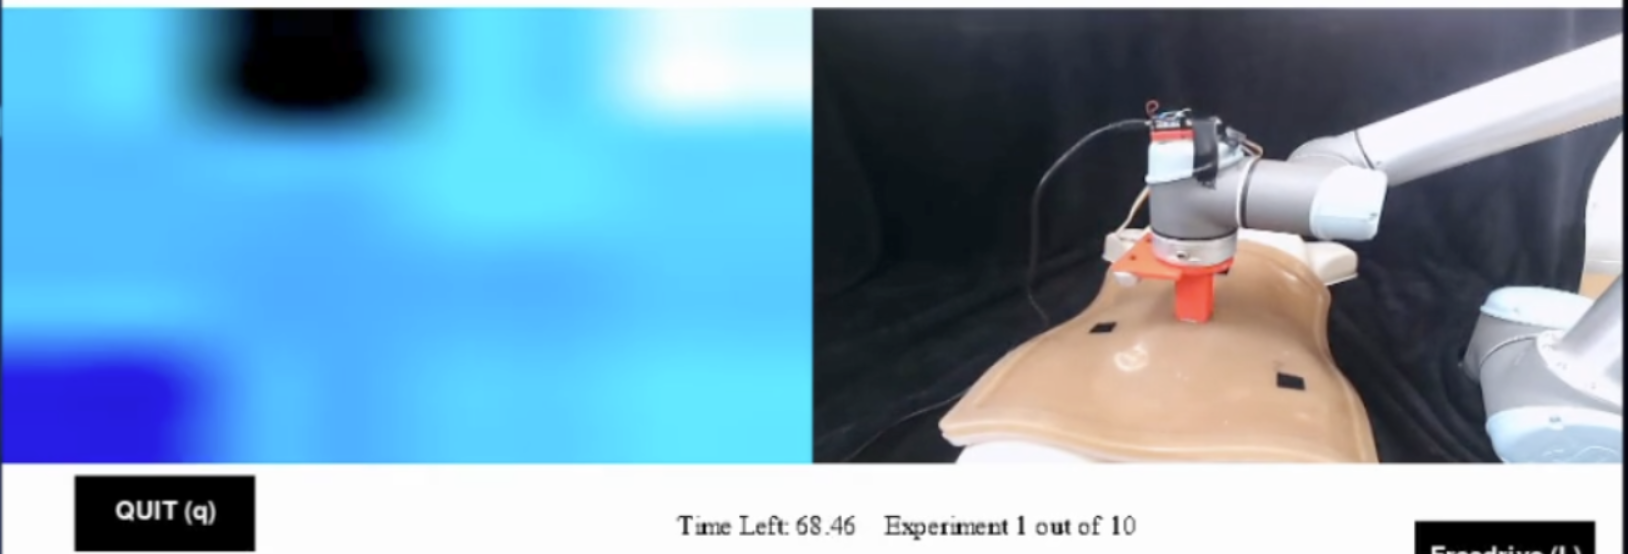 QUIT (q)
Time Left: 68.46 Experiment 1 out of 10